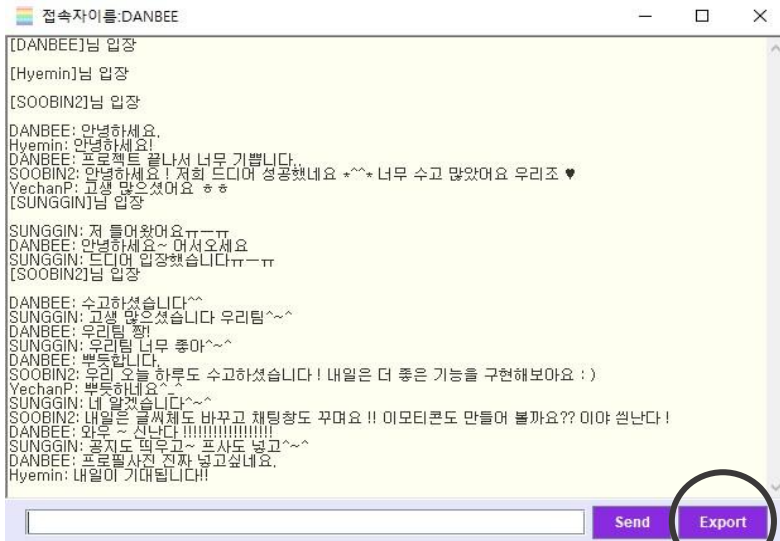 접속자이름:DANBEE
[DANBEE]님 입장
[Hyemin]님 입장
[SOOBIN2]님 입장
DANBEE: 안녕하세요.
Hyemin: 안녕하세요!
DANBEE: 프로젝트 끝나서 너무 기쁩니다..
SOOBIN2: 안녕하세요 ! 저희 드디어 성공했네요 *^^* 너무 수고 많았어요 우리조 ♥
YechanP: 고생 많으셨어요 ㅎㅎ
[SUNGGIN]님 입장
SUNGGIN: 저 들어왔어요ㅠㅡㅠ
DANBEE: 안녕하세요~ 어서오세요
SUNGGIN: 드디어 입장했습니다ㅠㅡㅠ
[SOOBIN2]님 입장
DANBEE: 수고하셨습니다^^
SUNGGIN: 고생 많으셨습니다 우리팀^~^
DANBEE: 우리팀 짱!
SUNGGIN: 우리팀 너무 좋아^~^
DANBEE: 뿌듯합니다.
SOOBIN2: 우리 오늘 하루도 수고하셨습니다 ! 내일은 더 좋은 기능을 구현해보아요 : )
YechanP: 뿌듯하네요^_^
SUNGGIN: 네 알겠습니다^~^
SOOBIN2: 내일은 글씨체도 바꾸고 채팅창도 꾸며요 !! 이모티콘도 만들어 볼까요?? 이야 씐난다 !
DANBEE: 와우 ~ 신난다 !!!!!!!!!!!!!!!!!!
SUNGGIN: 공지도 띄우고~ 프사도 넣고^~^
DANBEE: 프로필사진 진짜 넣고싶네요.
Hyemin: 내일이 기대됩니다!!
Send Export